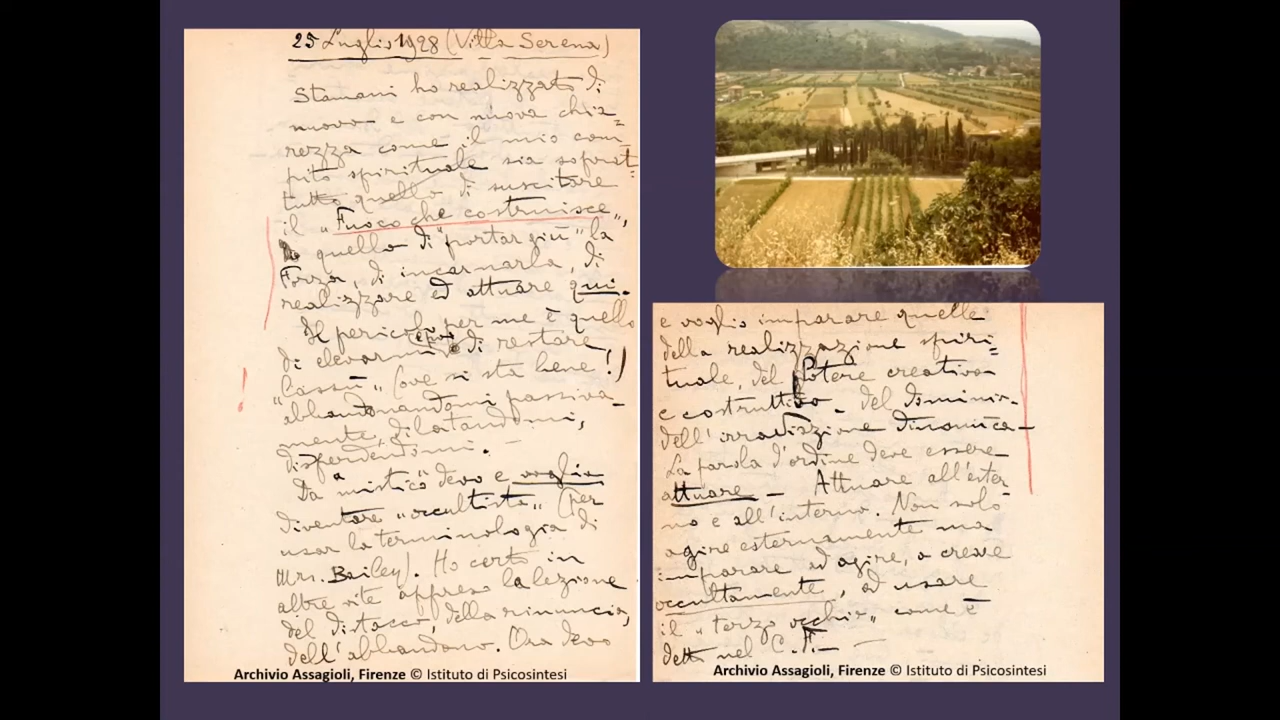 25 Luglio 1928 (Villa Serena)
Stamani ho realizzato di
nuovo e con nuova chia=
rezza come il mio com-
pito spirituale sia soprat=
tutto quello di suscitare
il "Fuoco che costruisce",
quello di "portar giù" la
Forza, di incarnarla, di
realizzare ed attuare qui.
Il pericolo per me è quello
di elevarmi e di restare,
"lassù" (ove si sta bene!)
abbandonandomi passiva-
mente, dilatandomi,
disperdendomi. —
Da "mistico" devo e voglio
diventare "occultista" (per
usar la terminologia di
Mrs. Bailey). Ho certo in
altre vite appreso la lezione
del distacco, della rinuncia,
dell'abbandono. Ora devo
Archivio Assagioli, Firenze © Istituto di Psicosintesi
e voglio imparare quelle
della realizzazione spiri=
tuale, del Potere creativo
e costruttivo - del dominio -
dell'irradiazione dinamica -
La parola d'ordine deve essere
attuare - Attuare all'ester-
no e all'interno. Non solo
agire esternamente ma
imparare ad agire, a creare
occultamente, ed usare
il "terzo occhio" come è
detto nel C.F. -
Archivio Assagioli, Firenze © Istituto di Psicosintesi